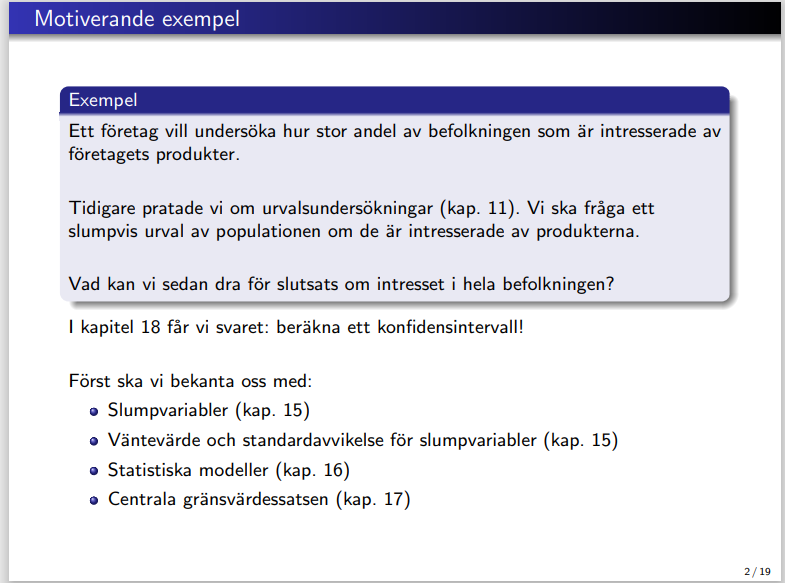 Motiverande exempel
Exempel
Ett företag vill undersöka hur stor andel av befolkningen som är intresserade av
företagets produkter.
Tidigare pratade vi om urvalsundersökningar (kap. 11). Vi ska fråga ett
slumpvis urval av populationen om de är intresserade av produkterna.
Vad kan vi sedan dra för slutsats om intresset i hela befolkningen?
I kapitel 18 får vi svaret: beräkna ett konfidensintervall!
Först ska vi bekanta oss med:
Slumpvariabler (kap. 15)
Väntevärde och standardavvikelse för slumpvariabler (kap. 15)
Statistiska modeller (kap. 16)
Centrala gränsvärdessatsen (kap. 17)
2 / 19